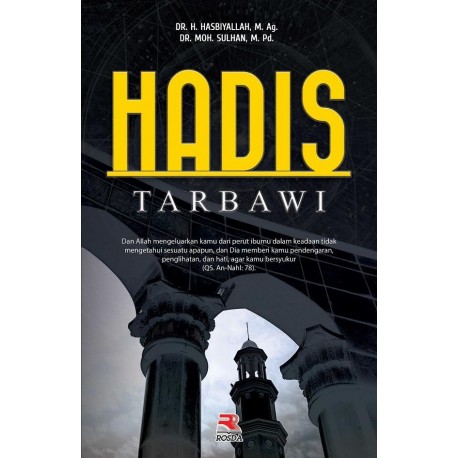 DR. H. HASBIYALLAH, M. Ag.
DR. MOH. SULHAN, M. Pd.
HADIS
TARBAWI
Dan Allah mengeluarkan kamu dari perut ibumu dalam keadaan tidak
mengetahui sesuatu apapun, dan Dia memberi kamu pendengaran,
penglihatan, dan hati, agar kamu bersyukur
(QS. An-Nahl: 78).
ROSDA